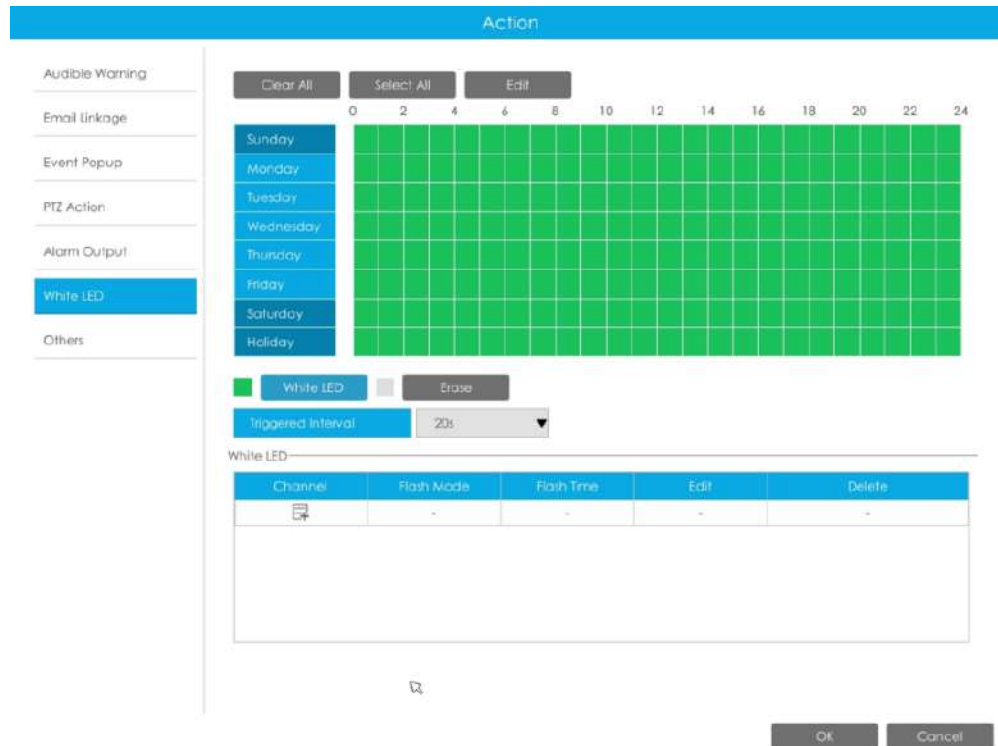 Action
Audible Warning
Email Linkage
Event Popup
PTZ Action
Alarm Output
White LED
Others
Clear All Select All Edit
0 2 4 6 8 10 12 14 16 18 20 22 24
Sunday
Monday
Tuesday
Wednesday
Thursday
Friday
Saturday
Holiday
White LED Erase
Triggered Interval 20s
White LED
Channel Flash Mode Flash Time Edit Delete
- - - -
OK Cancel